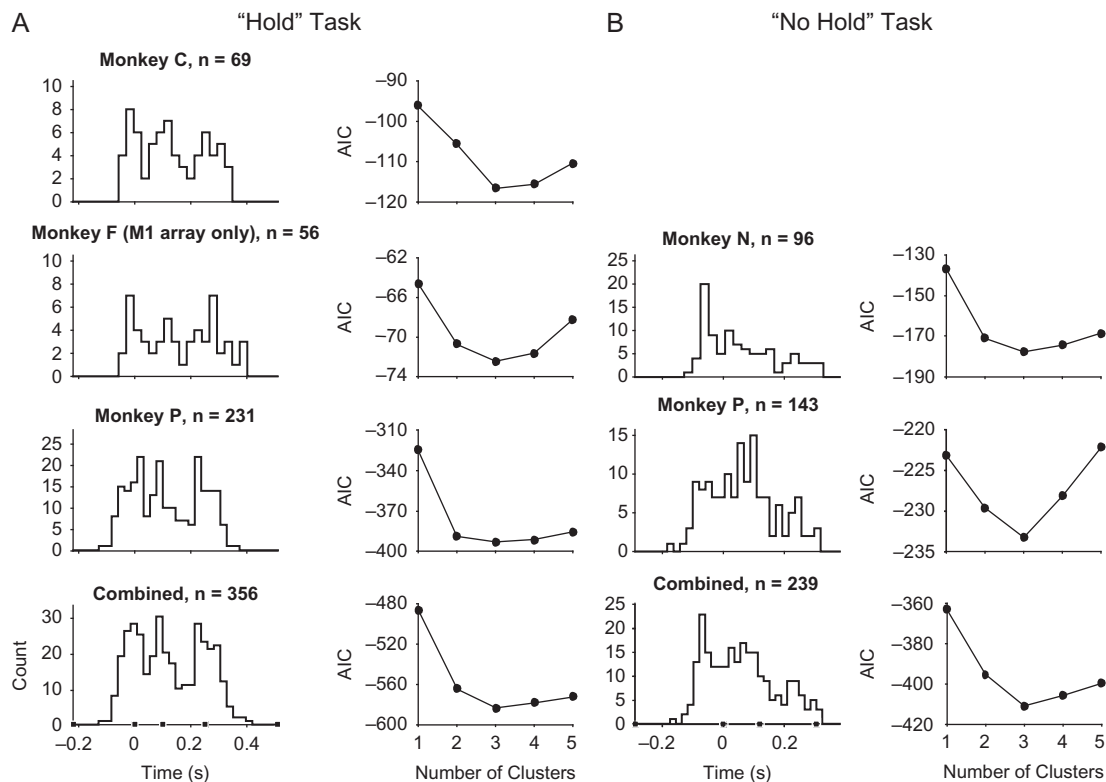 A "Hold" Task
B "No Hold" Task
Monkey C, n = 69
10
8
6
4
2
0
AIC
–90
–100
–110
–120
Monkey F (M1 array only), n = 56
10
8
6
4
2
0
AIC
–62
–66
–70
–74
Monkey N, n = 96
25
20
15
10
5
0
AIC
–130
–150
–170
–190
Monkey P, n = 231
25
20
15
10
5
0
AIC
–310
–340
–370
–400
Monkey P, n = 143
15
10
5
0
AIC
–220
–225
–230
–235
Combined, n = 356
Count
30
20
10
0
–0.2 0 0.2 0.4
Time (s)
AIC
–480
–520
–560
–600
1 2 3 4 5
Number of Clusters
Combined, n = 239
25
20
15
10
5
0
–0.2 0 0.2
Time (s)
AIC
–360
–380
–400
–420
1 2 3 4 5
Number of Clusters